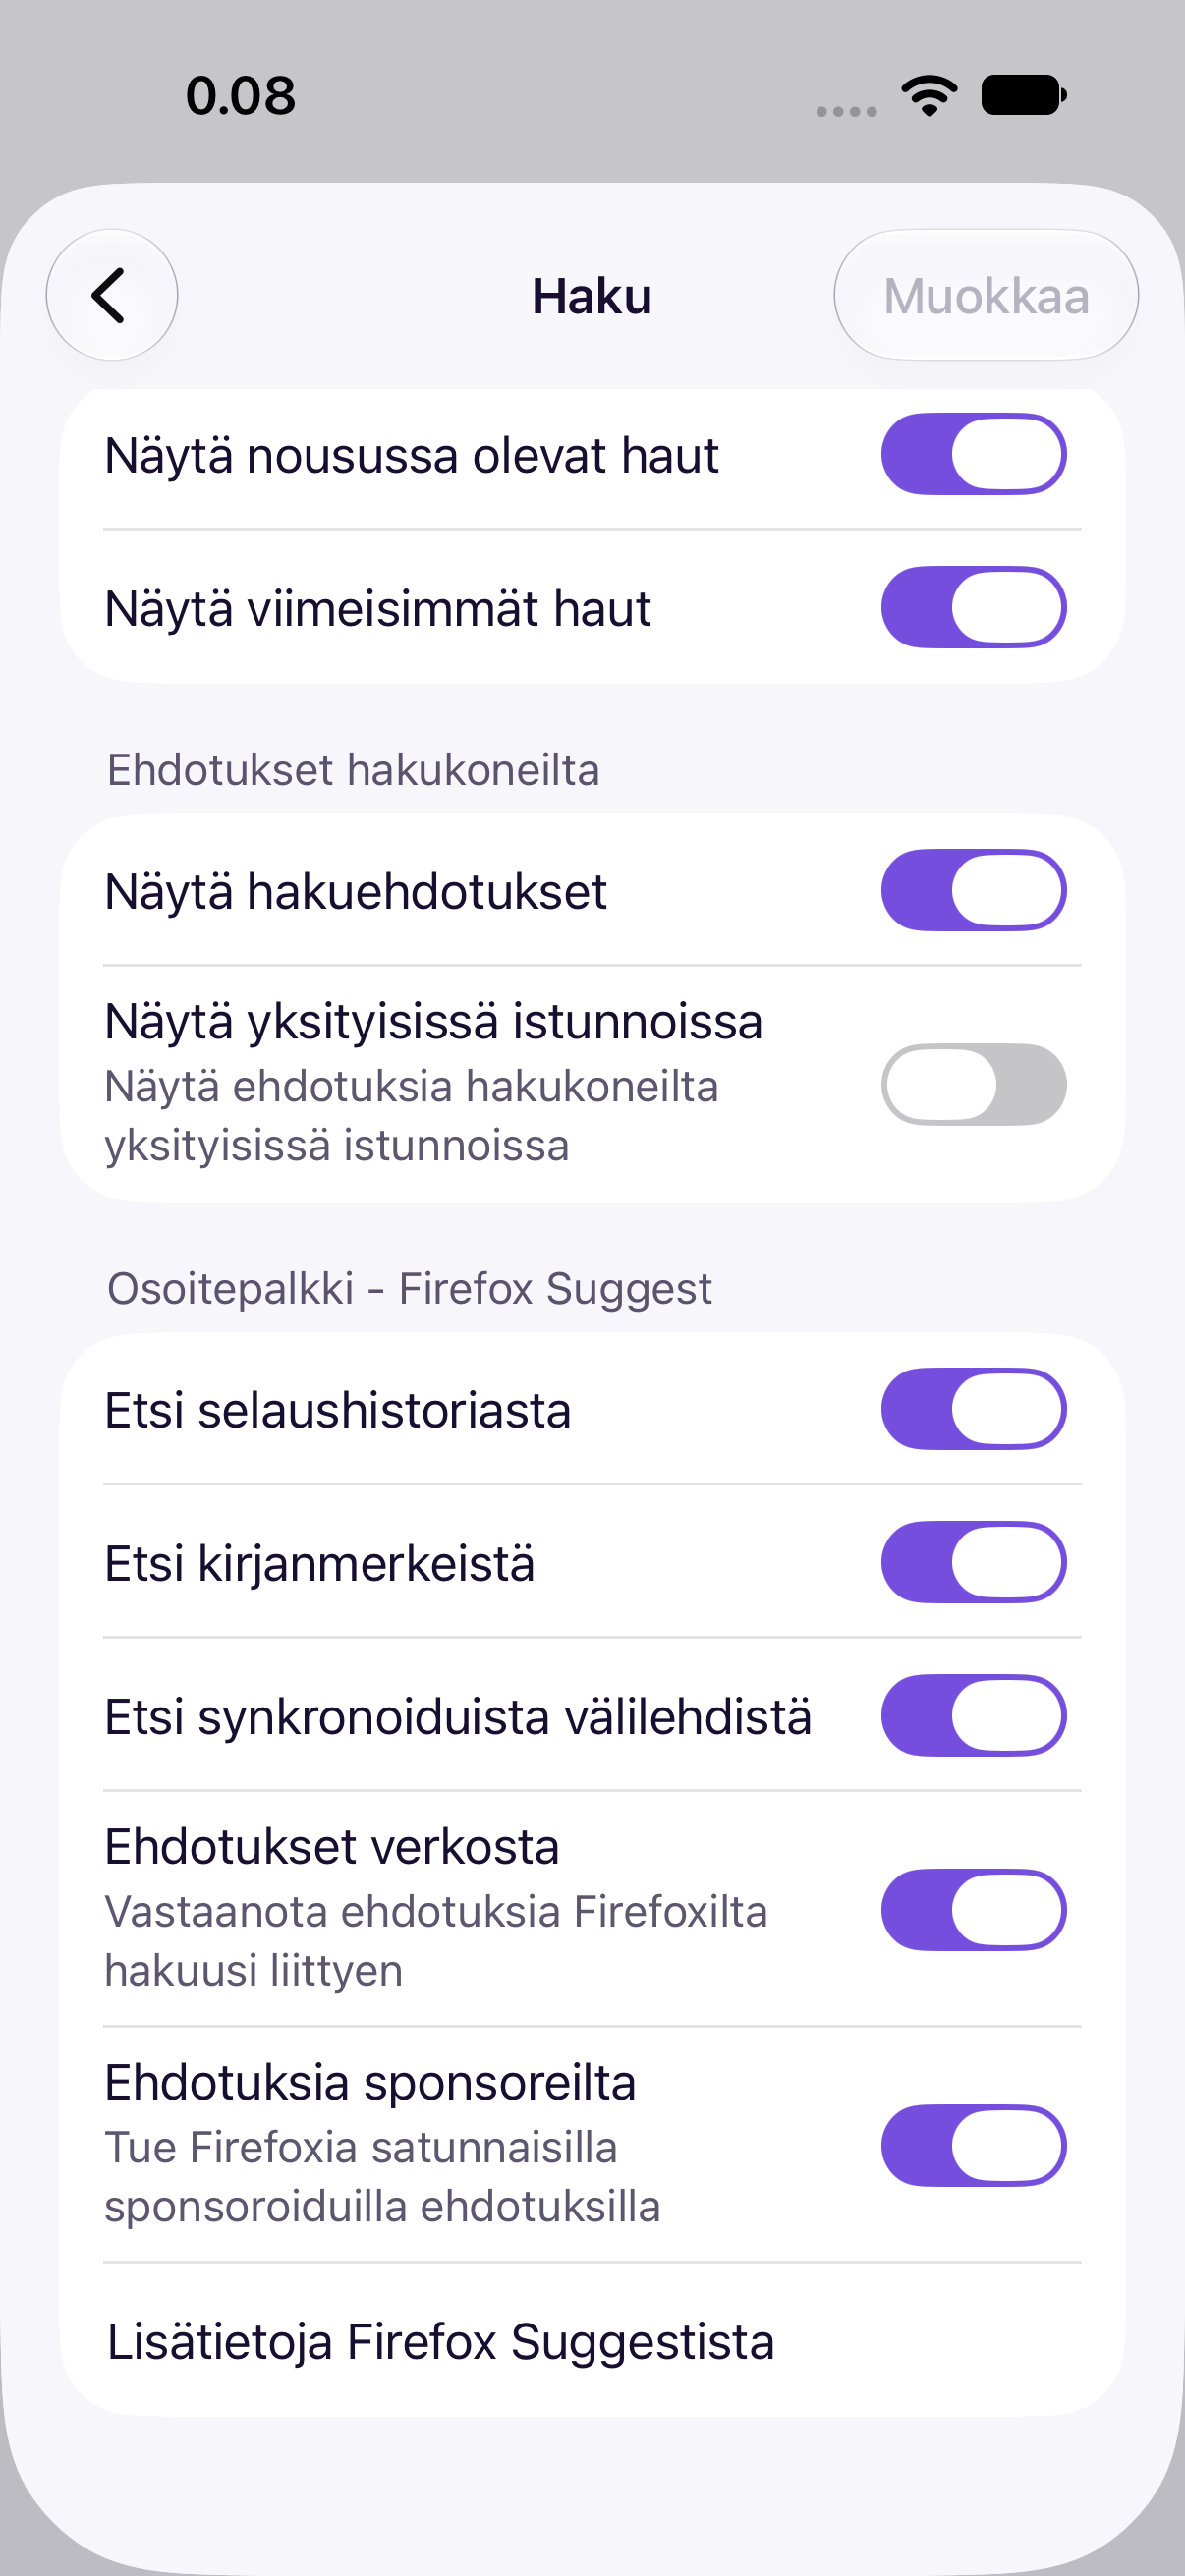 0.08
Haku
Muokkaa
Näytä nousussa olevat haut
Näytä viimeisimmät haut
Ehdotukset hakukoneilta
Näytä hakuehdotukset
Näytä yksityisissä istunnoissa
Näytä ehdotuksia hakukoneilta
yksityisissä istunnoissa
Osoitepalkki - Firefox Suggest
Etsi selaushistoriasta
Etsi kirjanmerkeistä
Etsi synkronoiduista välilehdistä
Ehdotukset verkosta
Vastaanota ehdotuksia Firefoxilta
hakuusi liittyen
Ehdotuksia sponsoreilta
Tue Firefoxia satunnaisilla
sponsoroiduilla ehdotuksilla
Lisätietoja Firefox Suggestista